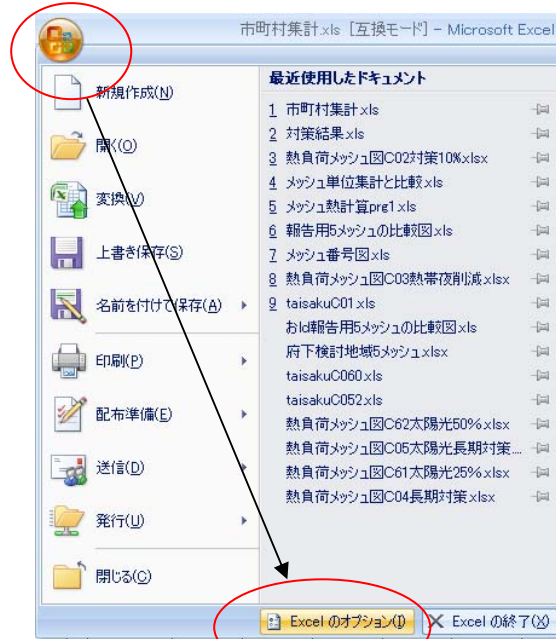 市町村集計.xls [互換モード] - Microsoft Excel
新規作成(N)
開く(O)
変換(V)
上書き保存(S)
名前を付けて保存(A)
印刷(P)
配布準備(E)
送信(D)
発行(U)
閉じる(C)
最近使用したドキュメント
1 市町村集計.xls
2 対策結果.xls
3 熱負荷メッシュ図C02対策10%.xlsx
4 メッシュ単位集計と比較.xls
5 メッシュ熱計算prg1.xls
6 報告用5メッシュの比較図.xls
7 メッシュ番号図.xls
8 熱負荷メッシュ図C03熱帯夜削減.xlsx
9 taisakuC01.xls
おld報告用5メッシュの比較図.xls
府下検討地域5メッシュ.xlsx
taisakuC060.xls
taisakuC052.xls
熱負荷メッシュ図C62太陽光50%.xlsx
熱負荷メッシュ図C05太陽光長期対策...
熱負荷メッシュ図C61太陽光25%.xlsx
熱負荷メッシュ図C04長期対策.xlsx
Excel のオプション(I)
Excel の終了(X)